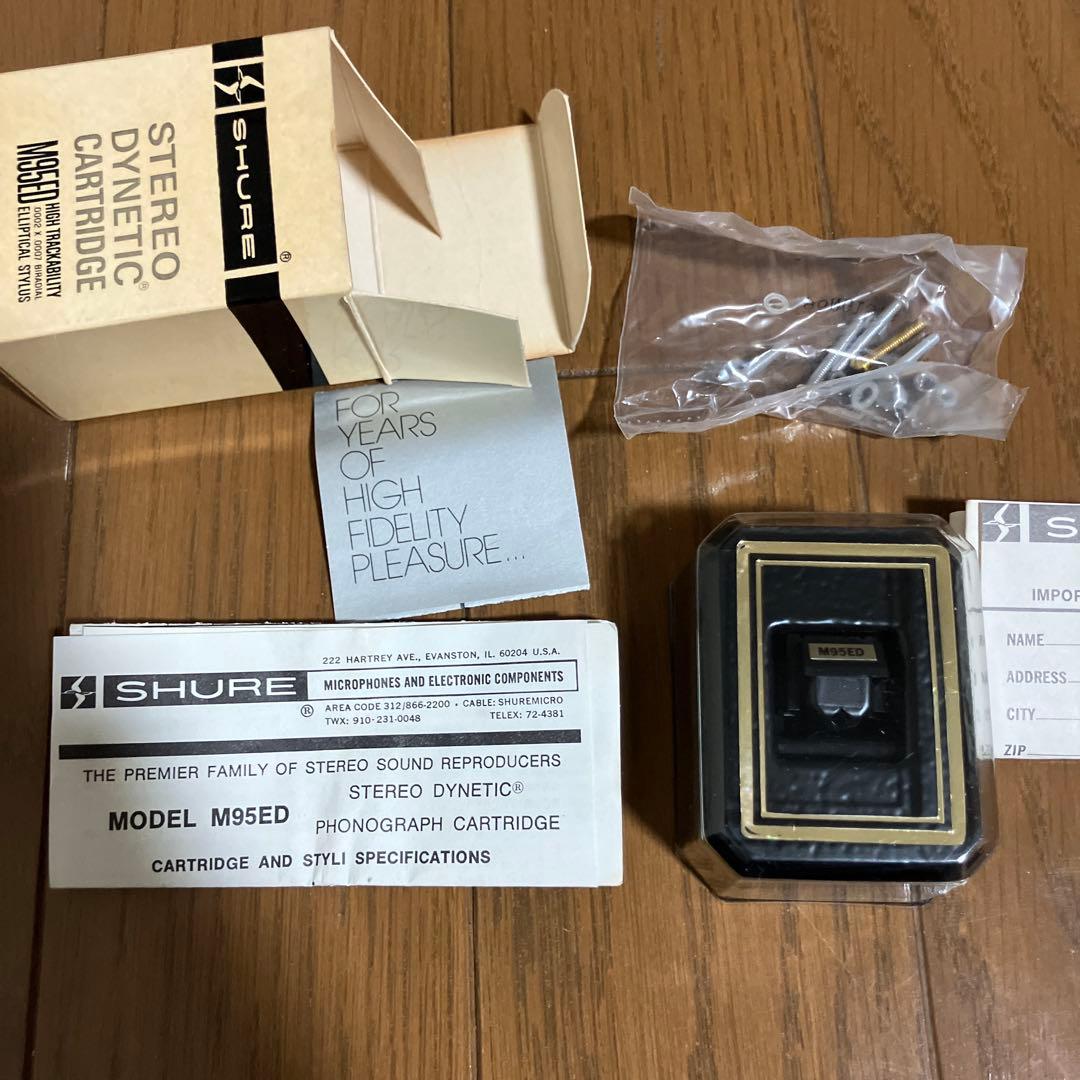 SHURE®
STEREO
DYNETIC®
CARTRIDGE
M95ED HIGH TRACKABILITY
.0002 X .0007 BIRADIAL
ELLIPTICAL STYLUS
FOR
YEARS
OF
HIGH
FIDELITY
PLEASURE...
222 HARTREY AVE., EVANSTON, IL. 60204 U.S.A.
SHURE®
MICROPHONES AND ELECTRONIC COMPONENTS
AREA CODE 312/866-2200 • CABLE: SHUREMICRO
TWX: 910-231-0048 TELEX: 72-4381
THE PREMIER FAMILY OF STEREO SOUND REPRODUCERS
STEREO DYNETIC®
MODEL M95ED PHONOGRAPH CARTRIDGE
CARTRIDGE AND STYLI SPECIFICATIONS
M95ED
S
IMPOR
NAME
ADDRESS
CITY
ZIP